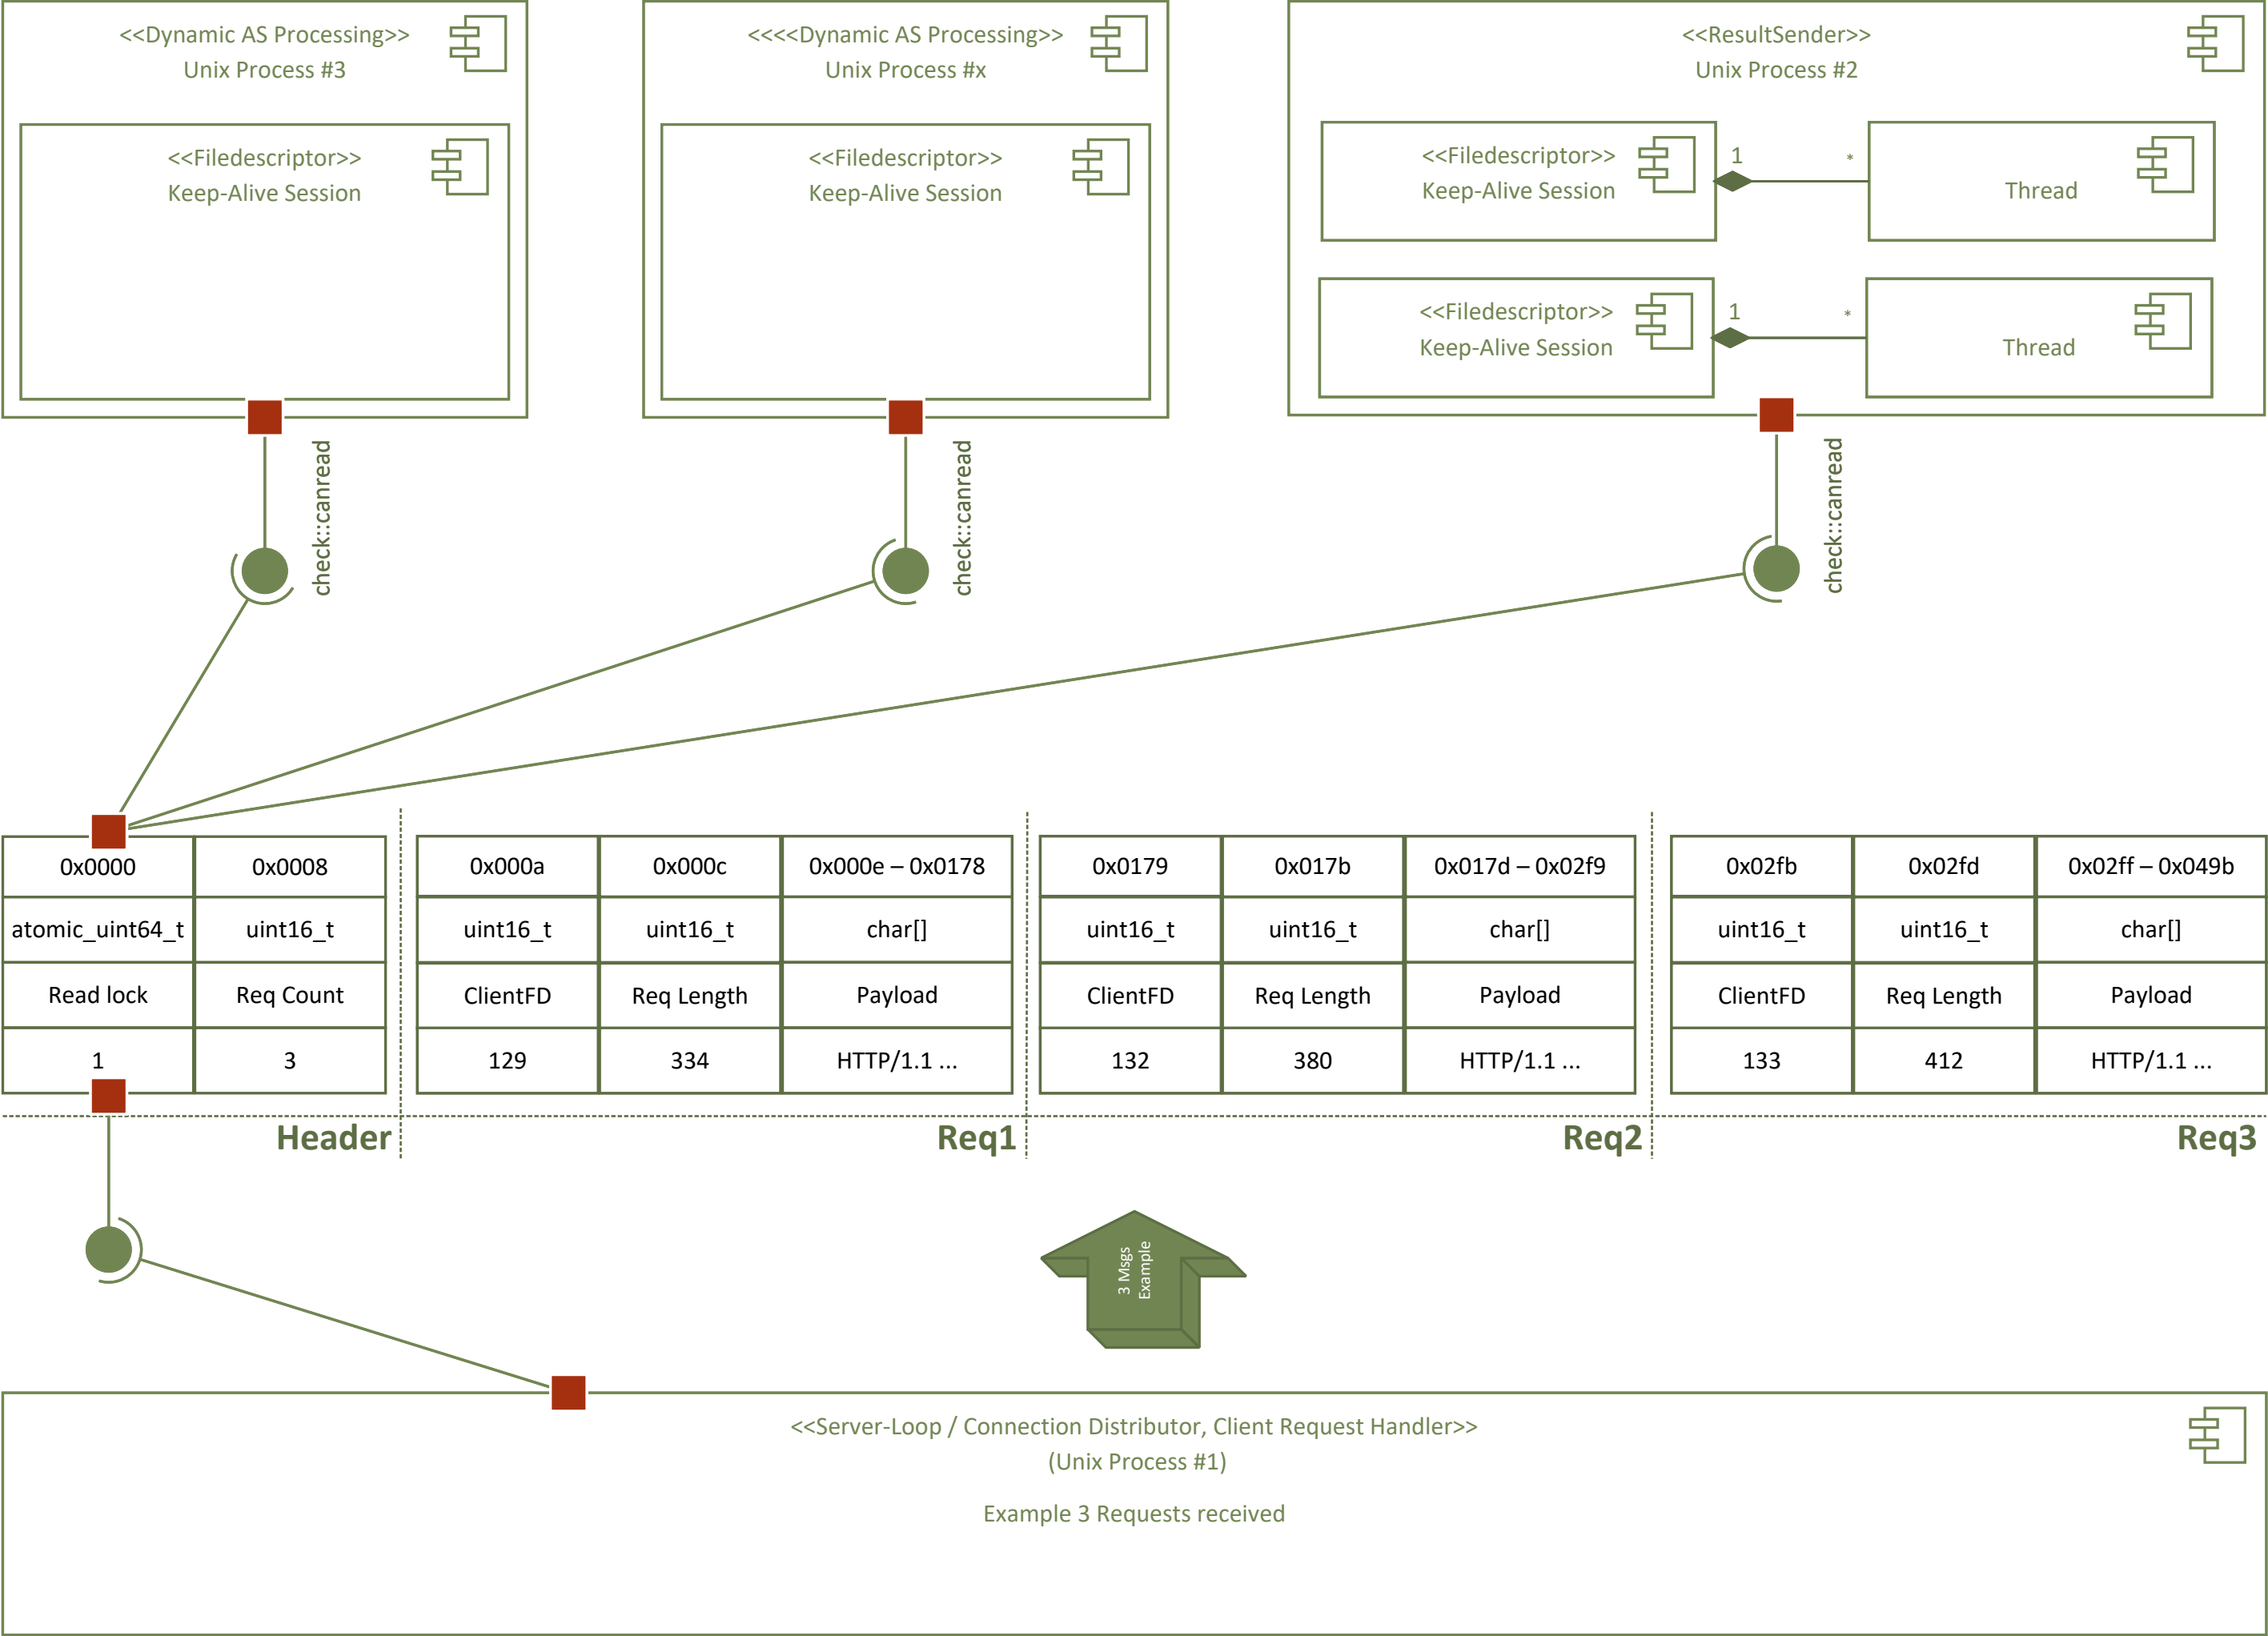 <<Dynamic AS Processing>>
Unix Process #3
<<Filedescriptor>>
Keep-Alive Session
check::canread
<<<<Dynamic AS Processing>>
Unix Process #x
<<Filedescriptor>>
Keep-Alive Session
check::canread
<<ResultSender>>
Unix Process #2
<<Filedescriptor>>
Keep-Alive Session
1
*
Thread
<<Filedescriptor>>
Keep-Alive Session
1
*
Thread
check::canread
0x0000 0x0008 0x000a 0x000c 0x000e – 0x0178 0x0179 0x017b 0x017d – 0x02f9 0x02fb 0x02fd 0x02ff – 0x049b
atomic_uint64_t uint16_t uint16_t uint16_t char[] uint16_t uint16_t char[] uint16_t uint16_t char[]
Read lock Req Count ClientFD Req Length Payload ClientFD Req Length Payload ClientFD Req Length Payload
1 3 129 334 HTTP/1.1 ... 132 380 HTTP/1.1 ... 133 412 HTTP/1.1 ...
Header Req1 Req2 Req3
3 Msgs
Example
<<Server-Loop / Connection Distributor, Client Request Handler>>
(Unix Process #1)
Example 3 Requests received